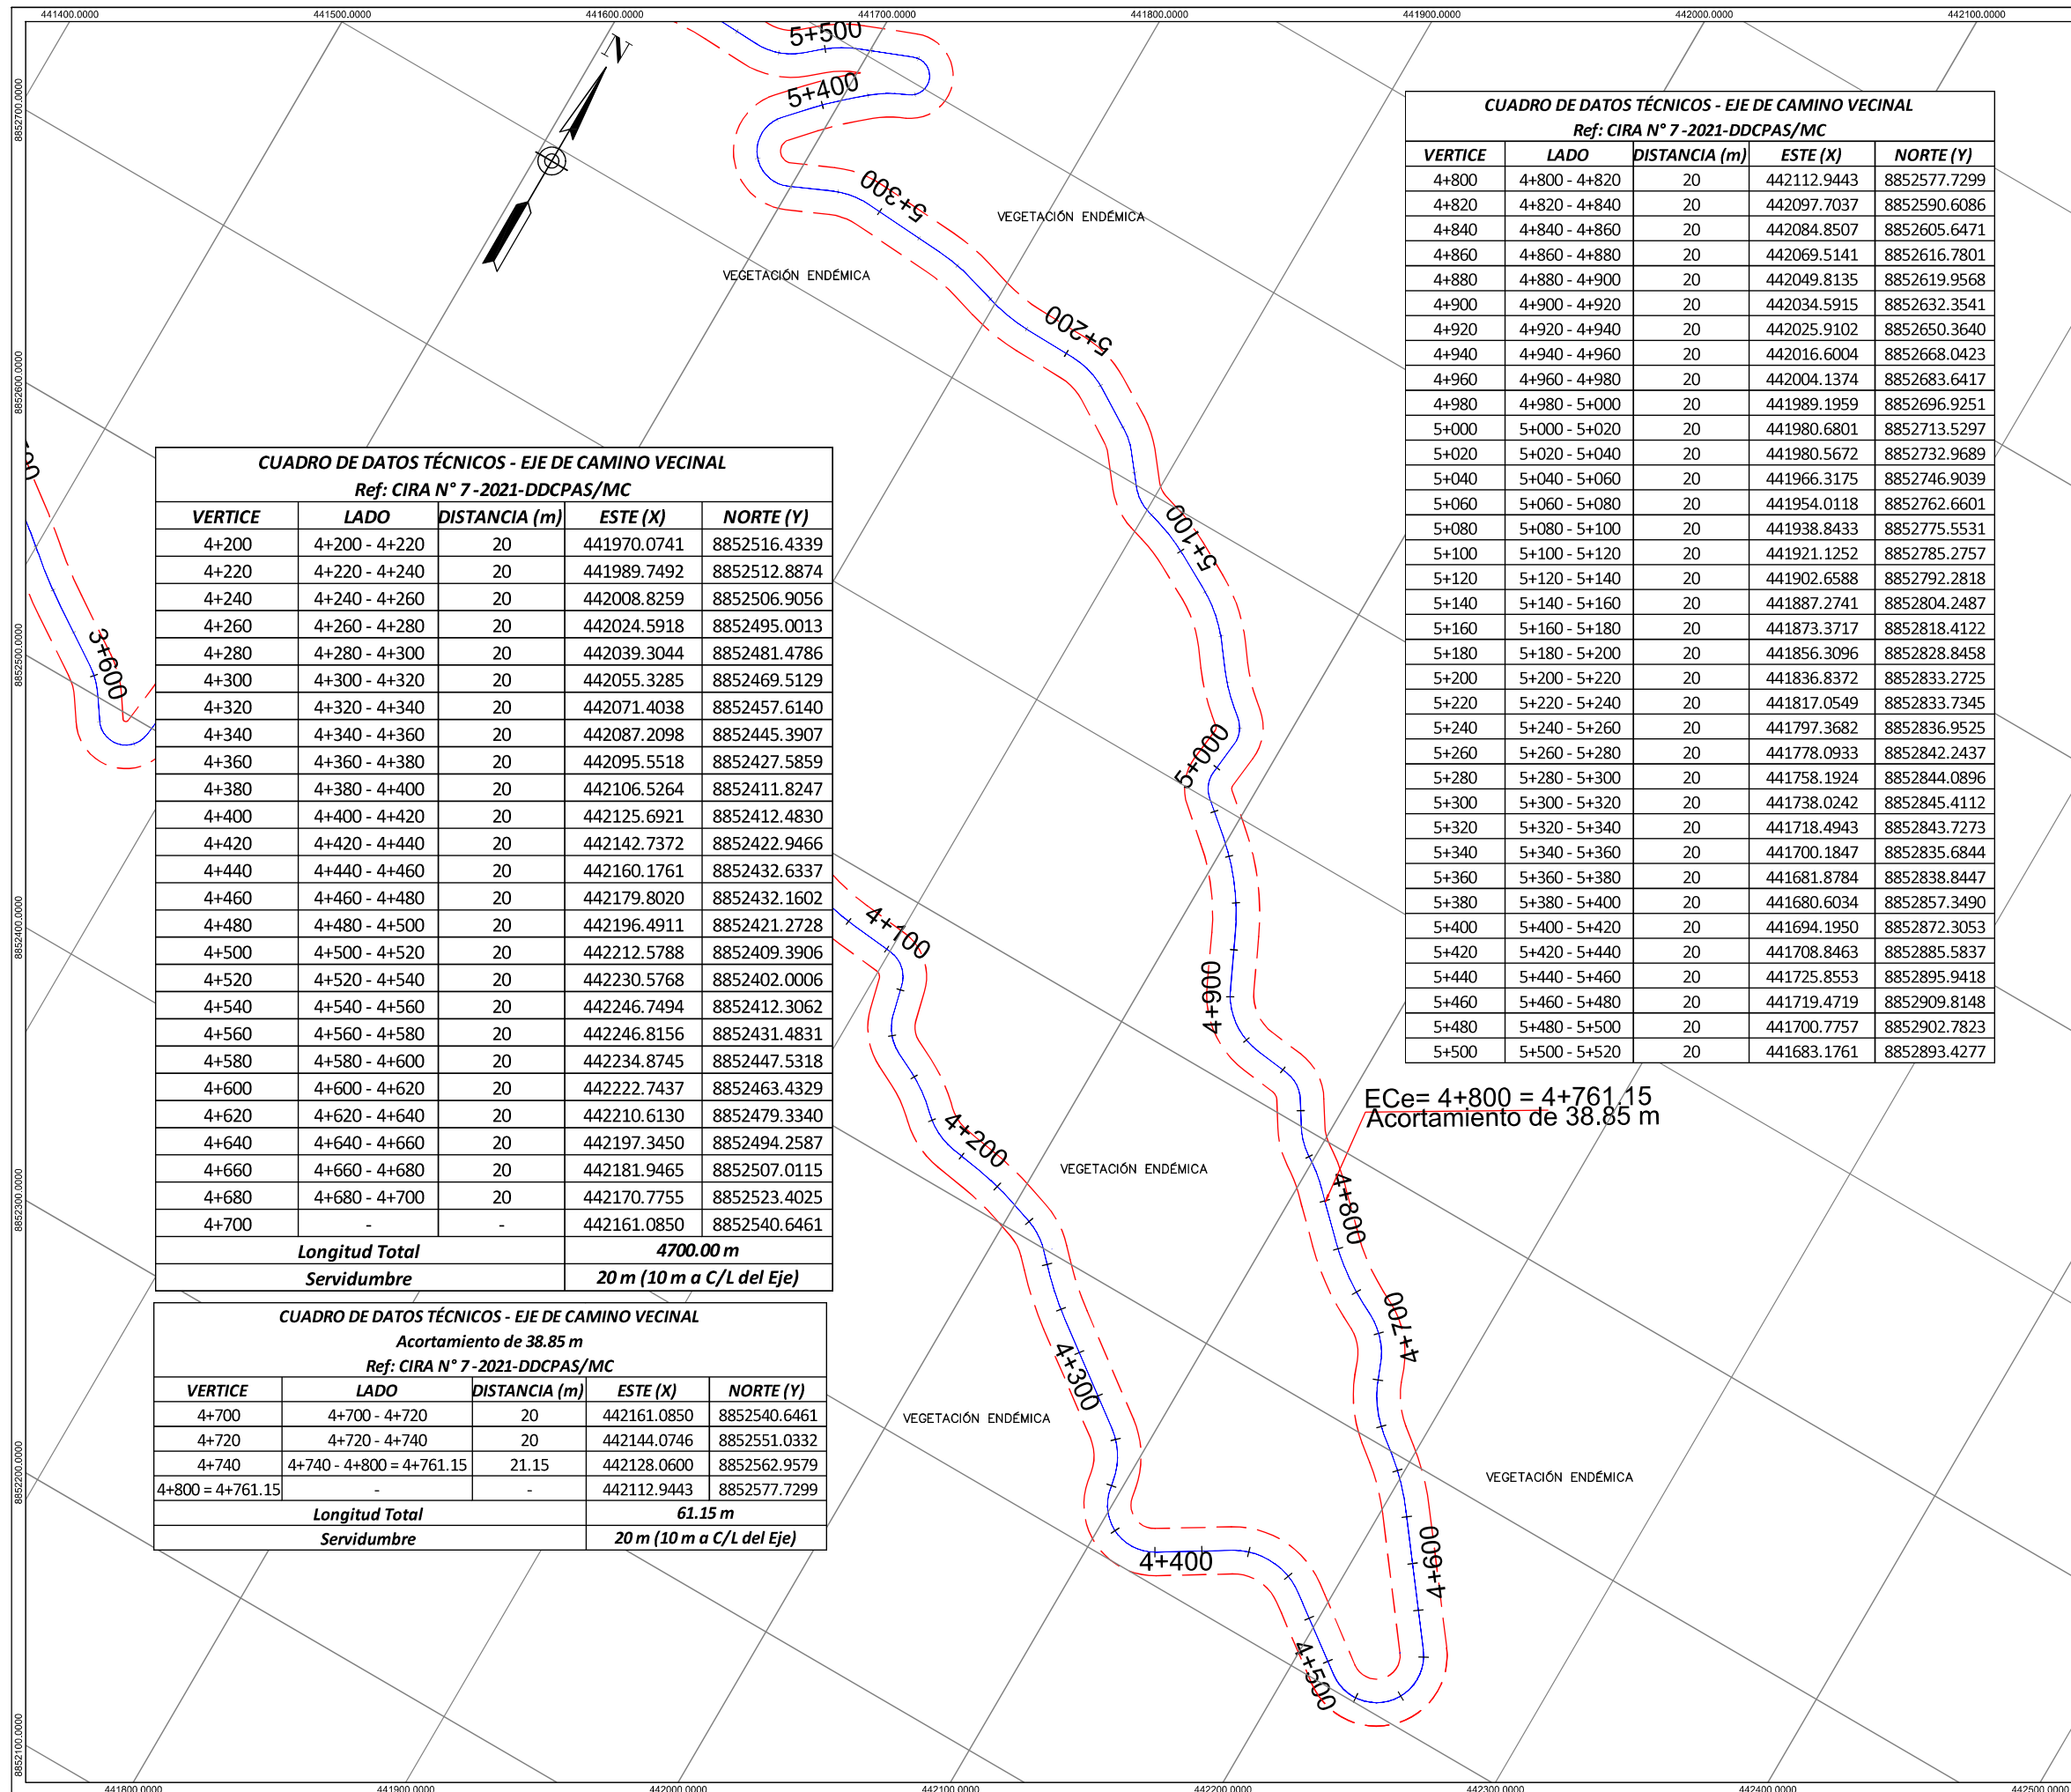 441400.0000 441500.0000 441600.0000 441700.0000 441800.0000 441900.0000 442000.0000 442100.0000
8852700.0000
8852600.0000
8852500.0000
8852400.0000
8852300.0000
8852200.0000
8852100.0000
N
5+500
5+400
5+300
VEGETACIÓN ENDÉMICA
VEGETACIÓN ENDÉMICA
5+200
5+100
5+000
4+900
3+600
4+100
4+200
VEGETACIÓN ENDÉMICA
ECe= 4+800 = 4+761.15
Acortamiento de 38.85 m
4+800
4+700
4+300
VEGETACIÓN ENDÉMICA
VEGETACIÓN ENDÉMICA
4+400
4+600
4+500
CUADRO DE DATOS TÉCNICOS - EJE DE CAMINO VECINAL
Ref: CIRA N° 7 -2021-DDCPAS/MC
VERTICE LADO DISTANCIA (m) ESTE (X) NORTE (Y)
4+200 4+200 - 4+220 20 441970.0741 8852516.4339
4+220 4+220 - 4+240 20 441989.7492 8852512.8874
4+240 4+240 - 4+260 20 442008.8259 8852506.9056
4+260 4+260 - 4+280 20 442024.5918 8852495.0013
4+280 4+280 - 4+300 20 442039.3044 8852481.4786
4+300 4+300 - 4+320 20 442055.3285 8852469.5129
4+320 4+320 - 4+340 20 442071.4038 8852457.6140
4+340 4+340 - 4+360 20 442087.2098 8852445.3907
4+360 4+360 - 4+380 20 442095.5518 8852427.5859
4+380 4+380 - 4+400 20 442106.5264 8852411.8247
4+400 4+400 - 4+420 20 442125.6921 8852412.4830
4+420 4+420 - 4+440 20 442142.7372 8852422.9466
4+440 4+440 - 4+460 20 442160.1761 8852432.6337
4+460 4+460 - 4+480 20 442179.8020 8852432.1602
4+480 4+480 - 4+500 20 442196.4911 8852421.2728
4+500 4+500 - 4+520 20 442212.5788 8852409.3906
4+520 4+520 - 4+540 20 442230.5768 8852402.0006
4+540 4+540 - 4+560 20 442246.7494 8852412.3062
4+560 4+560 - 4+580 20 442246.8156 8852431.4831
4+580 4+580 - 4+600 20 442234.8745 8852447.5318
4+600 4+600 - 4+620 20 442222.7437 8852463.4329
4+620 4+620 - 4+640 20 442210.6130 8852479.3340
4+640 4+640 - 4+660 20 442197.3450 8852494.2587
4+660 4+660 - 4+680 20 442181.9465 8852507.0115
4+680 4+680 - 4+700 20 442170.7755 8852523.4025
4+700 - - 442161.0850 8852540.6461
Longitud Total 4700.00 m
Servidumbre 20 m (10 m a C/L del Eje)
CUADRO DE DATOS TÉCNICOS - EJE DE CAMINO VECINAL
Acortamiento de 38.85 m
Ref: CIRA N° 7 -2021-DDCPAS/MC
VERTICE LADO DISTANCIA (m) ESTE (X) NORTE (Y)
4+700 4+700 - 4+720 20 442161.0850 8852540.6461
4+720 4+720 - 4+740 20 442144.0746 8852551.0332
4+740 4+740 - 4+800 = 4+761.15 21.15 442128.0600 8852562.9579
4+800 = 4+761.15 - - 442112.9443 8852577.7299
Longitud Total 61.15 m
Servidumbre 20 m (10 m a C/L del Eje)
CUADRO DE DATOS TÉCNICOS - EJE DE CAMINO VECINAL
Ref: CIRA N° 7 -2021-DDCPAS/MC
VERTICE LADO DISTANCIA (m) ESTE (X) NORTE (Y)
4+800 4+800 - 4+820 20 442112.9443 8852577.7299
4+820 4+820 - 4+840 20 442097.7037 8852590.6086
4+840 4+840 - 4+860 20 442084.8507 8852605.6471
4+860 4+860 - 4+880 20 442069.5141 8852616.7801
4+880 4+880 - 4+900 20 442049.8135 8852619.9568
4+900 4+900 - 4+920 20 442034.5915 8852632.3541
4+920 4+920 - 4+940 20 442025.9102 8852650.3640
4+940 4+940 - 4+960 20 442016.6004 8852668.0423
4+960 4+960 - 4+980 20 442004.1374 8852683.6417
4+980 4+980 - 5+000 20 441989.1959 8852696.9251
5+000 5+000 - 5+020 20 441980.6801 8852713.5297
5+020 5+020 - 5+040 20 441980.5672 8852732.9689
5+040 5+040 - 5+060 20 441966.3175 8852746.9039
5+060 5+060 - 5+080 20 441954.0118 8852762.6601
5+080 5+080 - 5+100 20 441938.8433 8852775.5531
5+100 5+100 - 5+120 20 441921.1252 8852785.2757
5+120 5+120 - 5+140 20 441902.6588 8852792.2818
5+140 5+140 - 5+160 20 441887.2741 8852804.2487
5+160 5+160 - 5+180 20 441873.3717 8852818.4122
5+180 5+180 - 5+200 20 441856.3096 8852828.8458
5+200 5+200 - 5+220 20 441836.8372 8852833.2725
5+220 5+220 - 5+240 20 441817.0549 8852833.7345
5+240 5+240 - 5+260 20 441797.3682 8852836.9525
5+260 5+260 - 5+280 20 441778.0933 8852842.2437
5+280 5+280 - 5+300 20 441758.1924 8852844.0896
5+300 5+300 - 5+320 20 441738.0242 8852845.4112
5+320 5+320 - 5+340 20 441718.4943 8852843.7273
5+340 5+340 - 5+360 20 441700.1847 8852835.6844
5+360 5+360 - 5+380 20 441681.8784 8852838.8447
5+380 5+380 - 5+400 20 441680.6034 8852857.3490
5+400 5+400 - 5+420 20 441694.1950 8852872.3053
5+420 5+420 - 5+440 20 441708.8463 8852885.5837
5+440 5+440 - 5+460 20 441725.8553 8852895.9418
5+460 5+460 - 5+480 20 441719.4719 8852909.8148
5+480 5+480 - 5+500 20 441700.7757 8852902.7823
5+500 5+500 - 5+520 20 441683.1761 8852893.4277
441800.0000 441900.0000 442000.0000 442100.0000 442200.0000 442300.0000 442400.0000 442500.0000